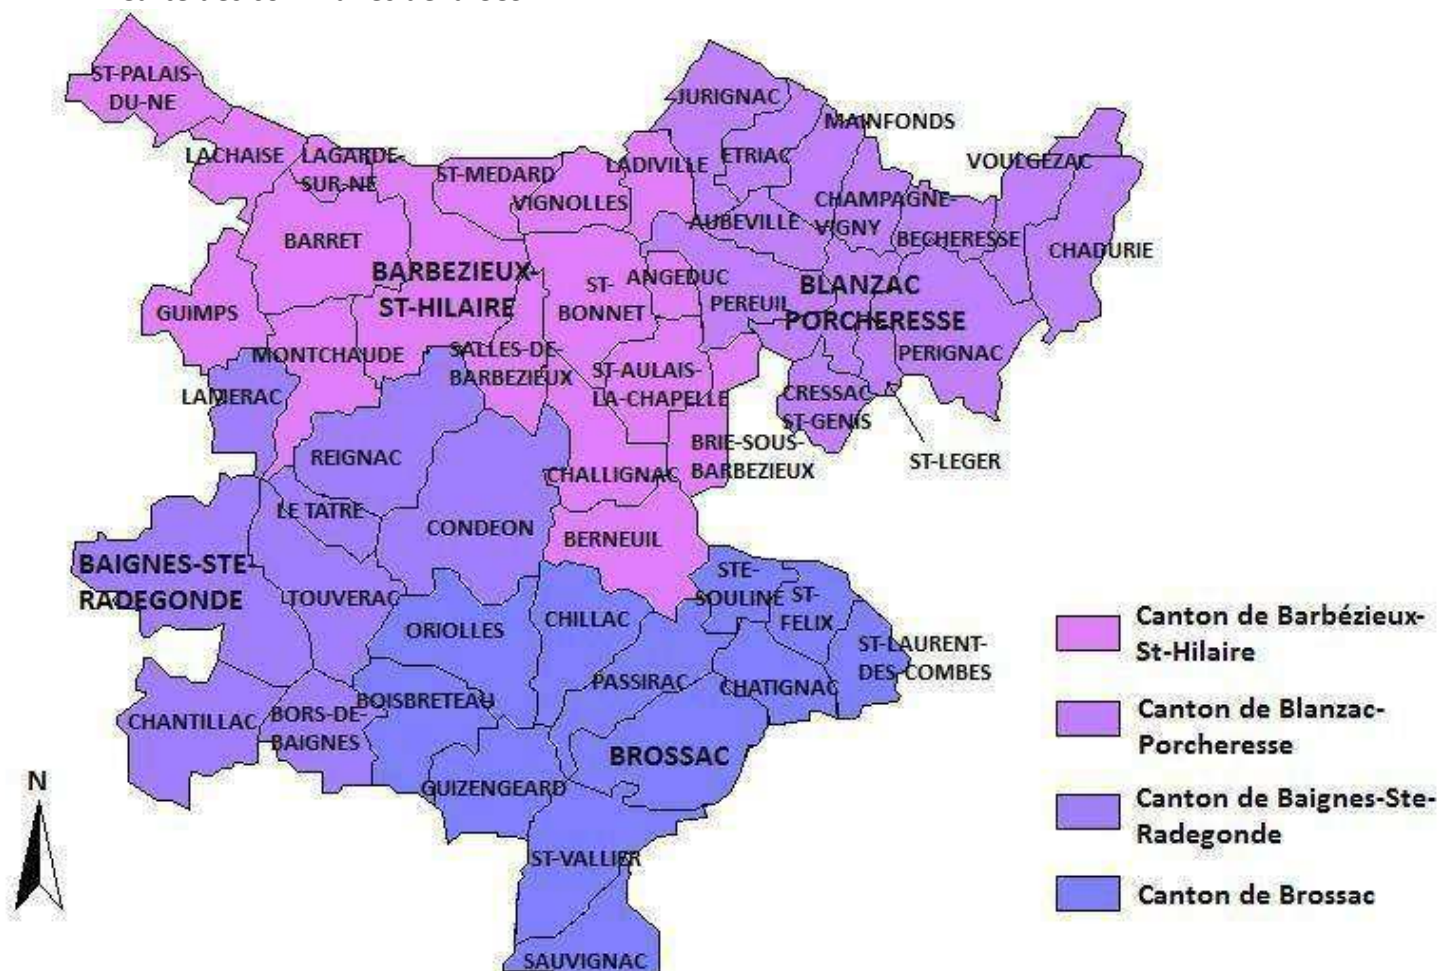 ST-PALAIS-
DU-NE
JURIGNAC
MAINFONDS
LACHAISE
LAGARDE-
SUR-NE
ST-MEDARD
LADIVILLE
ETRIAC
VOULGEZAC
VIGNOLLES
AUBEVILLE
CHAMPAGNE-
VIGNY
BECHERESSE
CHADURIE
BARRET
BARBEZIEUX-
ST-HILAIRE
ST-
BONNET
ANGEDUC
PEREUIL
BLANZAC
PORCHERESSE
GUIMPS
MONTCHAUDE
SALLES-DE-
BARBEZIEUX
ST-AULAIS-
LA-CHAPELLE
PERIGNAC
LAMERAC
CRESSAC
ST-GENIS
REIGNAC
BRIE-SOUS-
BARBEZIEUX
ST-LEGER
CHALLIGNAC
LE TATRE
CONDEON
BERNEUIL
BAIGNES-STE-
RADEGONDE
TOUVERAC
ORIOLLES
CHILLAC
STE-
SOULINE
ST-
FELIX
ST-LAURENT-
DES-COMBES
PASSIRAC
CHATIGNAC
BOISBRETEAU
CHANTILLAC
BORS-DE-
BAIGNES
BROSSAC
GUIZENGEARD
ST-VALLIER
SAUVIGNAC
N
Canton de Barbézieux-
St-Hilaire
Canton de Blanzac-
Porcheresse
Canton de Baignes-Ste-
Radegonde
Canton de Brossac